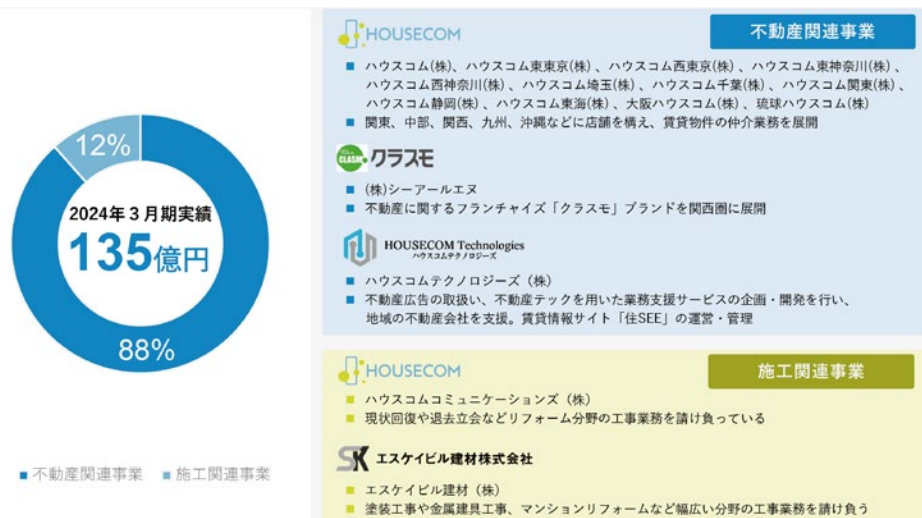 12%
2024年3月期実績
135億円
88%
不動産関連事業
施工関連事業
HOUSECOM
不動産関連事業
ハウスコム(株)、ハウスコム東東京(株)、ハウスコム西東京(株)、ハウスコム東神奈川(株)、
ハウスコム西神奈川(株)、ハウスコム埼玉(株)、ハウスコム千葉(株)、ハウスコム関東(株)、
ハウスコム静岡(株)、ハウスコム東海(株)、大阪ハウスコム(株)、琉球ハウスコム(株)
関東、中部、関西、九州、沖縄などに店舗を構え、賃貸物件の仲介業務を展開
CLASMO クラスモ
(株)シーアールエヌ
不動産に関するフランチャイズ「クラスモ」ブランドを関西圏に展開
HOUSECOM Technologies
ハウスコムテクノロジーズ
ハウスコムテクノロジーズ(株)
不動産広告の取扱い、不動産テックを用いた業務支援サービスの企画・開発を行い、
地域の不動産会社を支援。賃貸情報サイト「住SEE」の運営・管理
HOUSECOM
施工関連事業
ハウスコムコミュニケーションズ(株)
現状回復や退去立会などリフォーム分野の工事業務を請け負っている
SK エスケイビル建材株式会社
エスケイビル建材(株)
塗装工事や金属建具工事、マンションリフォームなど幅広い分野の工事業務を請け負う